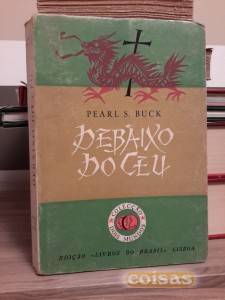 PEARL S. BUCK
DEBAIXO
DO CÉU
COLECÇÃO
DOIS MUNDOS
EDIÇÃO «LIVROS DO BRASIL» LISBOA
coisas